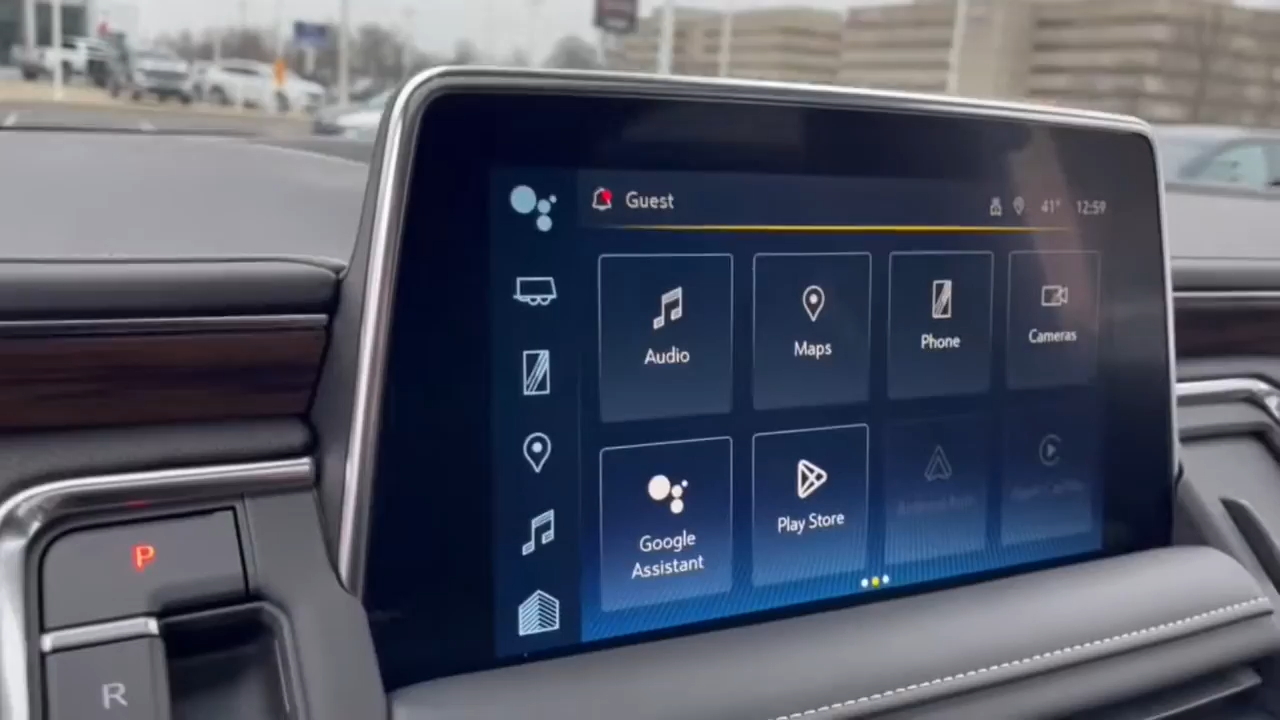 Guest
41° 12:59
Audio
Maps
Phone
Cameras
Google
Assistant
Play Store
P
R